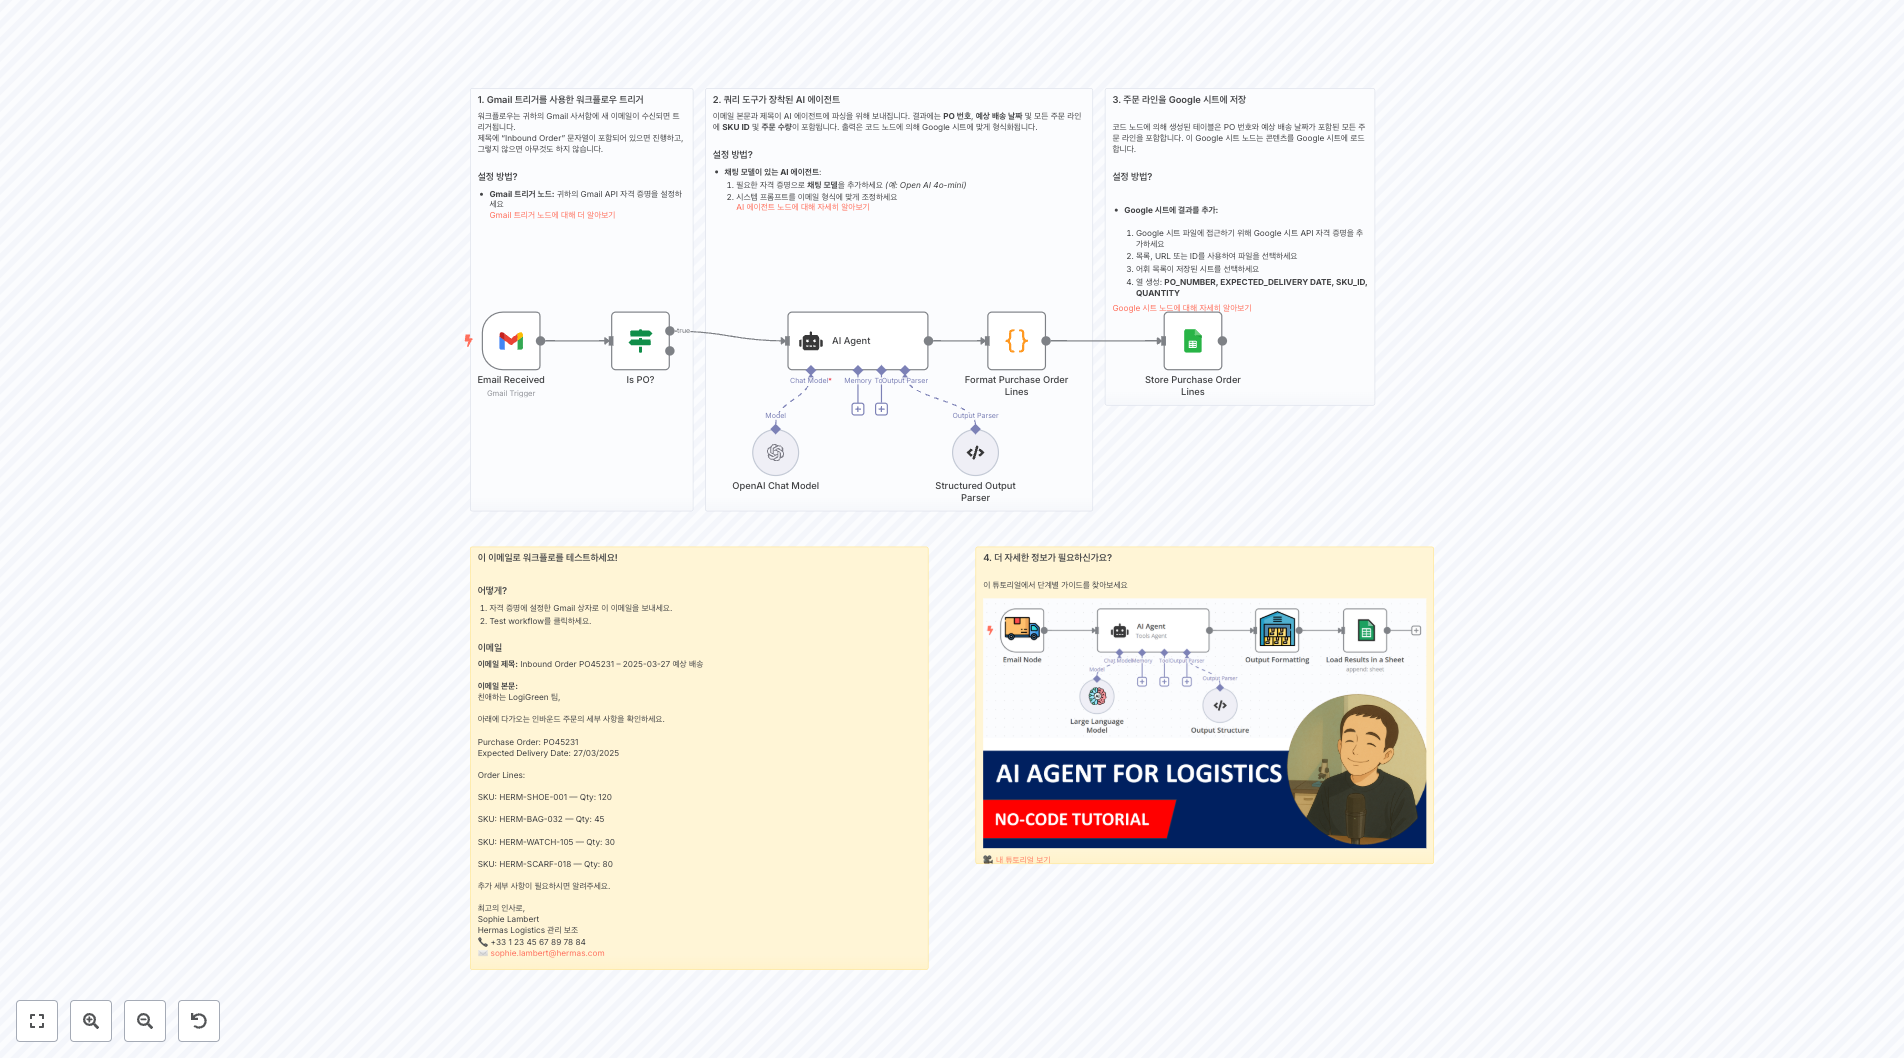 1. Gmail 트리거를 사용한 워크플로우 트리거
워크플로우는 귀하의 Gmail 사서함에 새 이메일이 수신되면 트
리거됩니다.
제목에 "Inbound Order" 문자열이 포함되어 있으면 진행하고,
그렇지 않으면 아무것도 하지 않습니다.
설정 방법?
• Gmail 트리거 노드: 귀하의 Gmail API 자격 증명을 설정하
세요
Gmail 트리거 노드에 대해 더 알아보기
Email Received
Gmail Trigger
Is PO?
true
2. 쿼리 도구가 장착된 AI 에이전트
이메일 본문과 제목이 AI 에이전트에 파싱을 위해 보내집니다. 결과에는 PO 번호, 예상 배송 날짜 및 모든 주문 라인
에 SKU ID 및 주문 수량이 포함됩니다. 출력은 코드 노드에 의해 Google 시트에 맞게 형식화됩니다.
설정 방법?
• 채팅 모델이 있는 AI 에이전트:
1. 필요한 자격 증명으로 채팅 모델을 추가하세요 (예: Open AI 4o-mini)
2. 시스템 프롬프트를 이메일 형식에 맞게 조정하세요
AI 에이전트 노드에 대해 자세히 알아보기
AI Agent
Chat Model*
Memory
Output Parser
Model
Output Parser
OpenAI Chat Model
Structured Output
Parser
Format Purchase Order
Lines
3. 주문 라인을 Google 시트에 저장
코드 노드에 의해 생성된 테이블은 PO 번호와 예상 배송 날짜가 포함된 모든 주
문 라인을 포함합니다. 이 Google 시트 노드는 콘텐츠를 Google 시트에 로드
합니다.
설정 방법?
• Google 시트에 결과를 추가:
1. Google 시트 파일에 접근하기 위해 Google 시트 API 자격 증명을 추
가하세요
2. 목록, URL 또는 ID를 사용하여 파일을 선택하세요
3. 어휘 목록이 저장된 시트를 선택하세요
4. 열 생성: PO_NUMBER, EXPECTED_DELIVERY DATE, SKU_ID,
QUANTITY
Google 시트 노드에 대해 자세히 알아보기
Store Purchase Order
Lines
이 이메일로 워크플로를 테스트하세요!
어떻게?
1. 자격 증명에 설정한 Gmail 상자로 이 이메일을 보내세요.
2. Test workflow를 클릭하세요.
이메일
이메일 제목: Inbound Order PO45231 – 2025-03-27 예상 배송
이메일 본문:
친애하는 LogiGreen 팀,
아래에 다가오는 인바운드 주문의 세부 사항을 확인하세요.
Purchase Order: PO45231
Expected Delivery Date: 27/03/2025
Order Lines:
SKU: HERM-SHOE-001 — Qty: 120
SKU: HERM-BAG-032 — Qty: 45
SKU: HERM-WATCH-105 — Qty: 30
SKU: HERM-SCARF-018 — Qty: 80
추가 세부 사항이 필요하시면 알려주세요.
최고의 인사로,
Sophie Lambert
Hermas Logistics 관리 보조
📞 +33 1 23 45 67 89 78 84
✉️ sophie.lambert@hermas.com
4. 더 자세한 정보가 필요하신가요?
이 튜토리얼에서 단계별 가이드를 찾아보세요
Email Node
AI Agent
Tools Agent
Chat Model
Memory
Output Parser
Model
Output Parser
Large Language
Model
Output Structure
Output Formatting
Load Results in a Sheet
append: sheet
AI AGENT FOR LOGISTICS
NO-CODE TUTORIAL
🎥 내 튜토리얼 보기